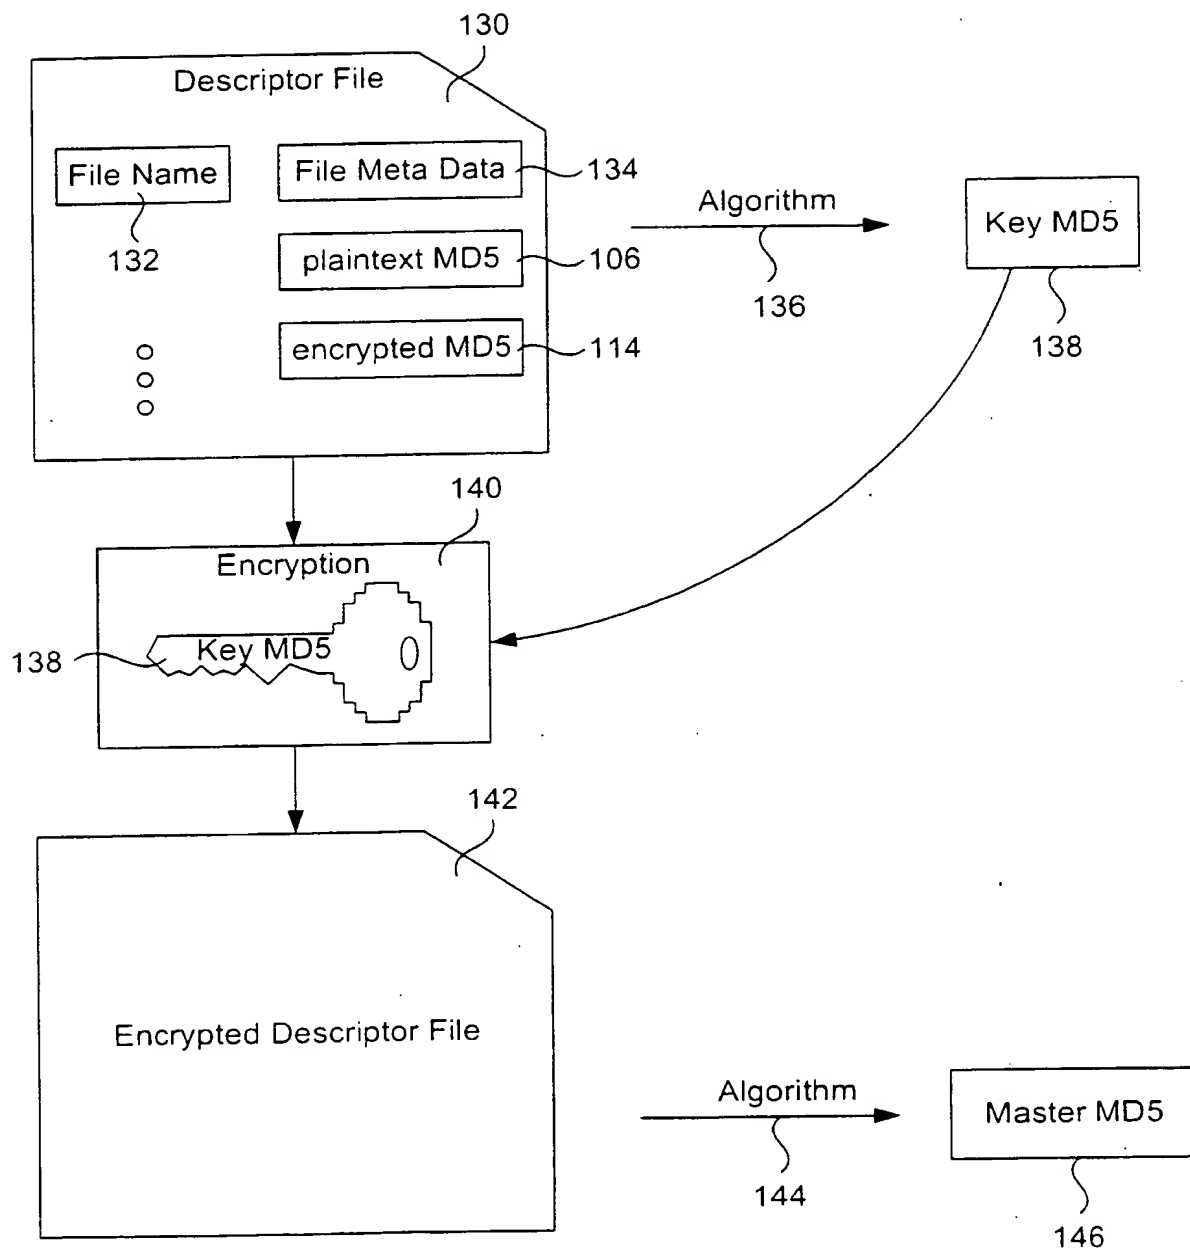 130
Descriptor File
File Name
File Meta Data
134
132
plaintext MD5
106
encrypted MD5
114
Algorithm
136
Key MD5
138
140
Encryption
138
Key MD5
142
Encrypted Descriptor File
Algorithm
144
Master MD5
146